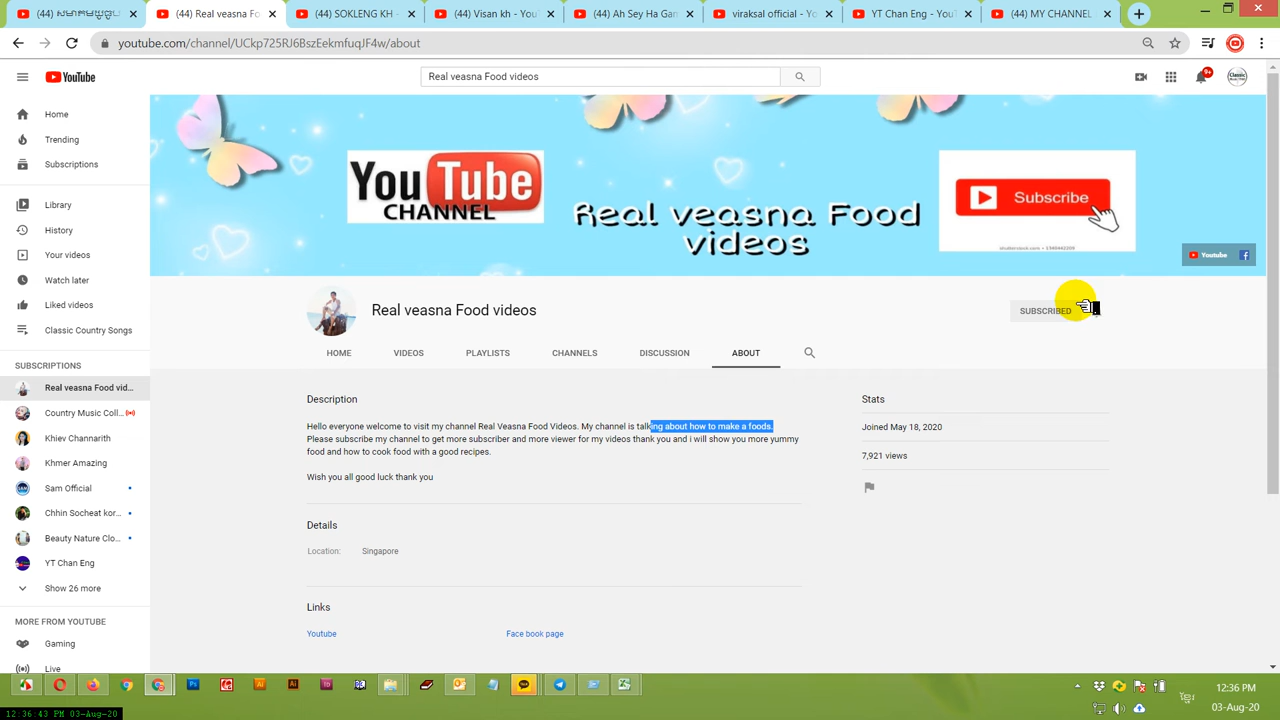 (44) SOKLENG KH
(44) Real veasna F
(44) Visan kh - You
(44) Ah Sey Ha Gan
viraksal official - Yo
YT Chan Eng - YouT
(44) MY CHANNEL
youtube.com/channel/UCkp725RJ6BszEekmfuqJF4w/about
YouTube
Real veasna Food videos
9+
Home
Trending
Subscriptions
Library
History
Your videos
Watch later
Liked videos
Classic Country Songs
SUBSCRIPTIONS
Real veasna Food vid...
Country Music Coll...
Khiev Channarith
Khmer Amazing
Sam Official
Chhin Socheat kor...
Beauty Nature Clo...
YT Chan Eng
Show 26 more
MORE FROM YOUTUBE
Gaming
Live
You Tube
CHANNEL
Real veasna Food
videos
Subscribe
Youtube
Real veasna Food videos
SUBSCRIBED
HOME
VIDEOS
PLAYLISTS
CHANNELS
DISCUSSION
ABOUT
Description
Hello everyone welcome to visit my channel Real Veasna Food Videos. My channel is talking about how to make a foods.
Please subscribe my channel to get more subscriber and more viewer for my videos thank you and i will show you more yummy
food and how to cook food with a good recipes.
Wish you all good luck thank you
Details
Location: Singapore
Links
Youtube
Face book page
Stats
Joined May 18, 2020
7,921 views
12:36 PM
03-Aug-20
12:36:43 PM 03-Aug-20